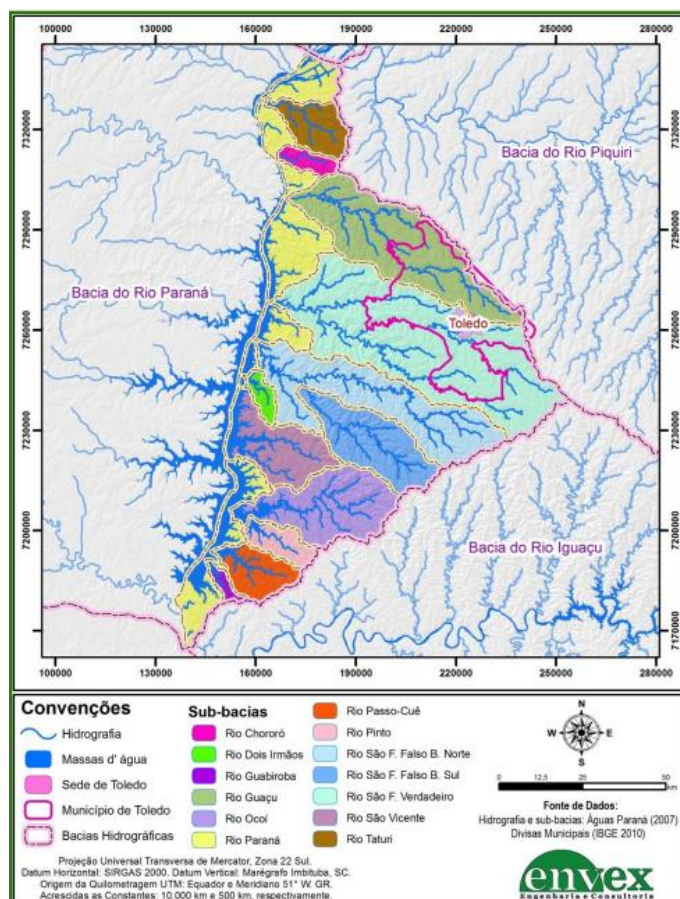 100000 130000 160000 190000 220000 250000 280000
7320000 7320000
Bacia do Rio Piquiri
7290000 7290000
Bacia do Rio Paraná
7260000 7260000
Toledo
7230000 7230000
7200000 7200000
Bacia do Rio Iguaçu
7170000 7170000
100000 130000 160000 190000 220000 250000 280000
Convenções
Hidrografia
Massas d' água
Sede de Toledo
Município de Toledo
Bacias Hidrográficas
Sub-bacias
Rio Chororó
Rio Dois Irmãos
Rio Guabiroba
Rio Guaçu
Rio Ocoí
Rio Paraná
Rio Passo-Cuê
Rio Pinto
Rio São F. Falso B. Norte
Rio São F. Falso B. Sul
Rio São F. Verdadeiro
Rio São Vicente
Rio Taturi
N
W E
S
0 12,5 25 50
km
Fonte de Dados:
Hidrografia e sub-bacias: Águas Paraná (2007)
Divisas Municipais (IBGE 2010)
Projeção Universal Transversa de Mercator, Zona 22 Sul.
Datum Horizontal: SIRGAS 2000. Datum Vertical: Marégrafo Imbituba, SC.
Origem da Quilometragem UTM: Equador e Meridiano 51° W. GR.
Acrescidas as Constantes: 10.000 km e 500 km, respectivamente.
envex
Engenharia e Consultoria